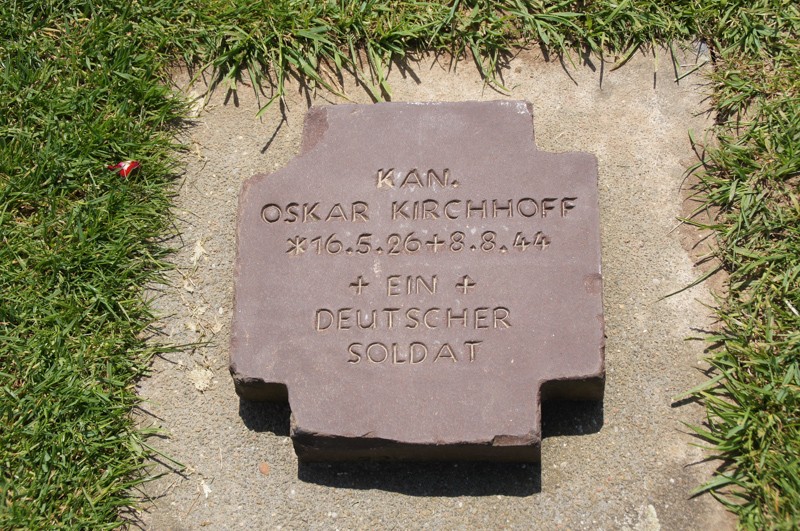 KAN.
OSKAR KIRCHHOFF
*16.5.26+8.8.44
+ EIN +
DEUTSCHER
SOLDAT